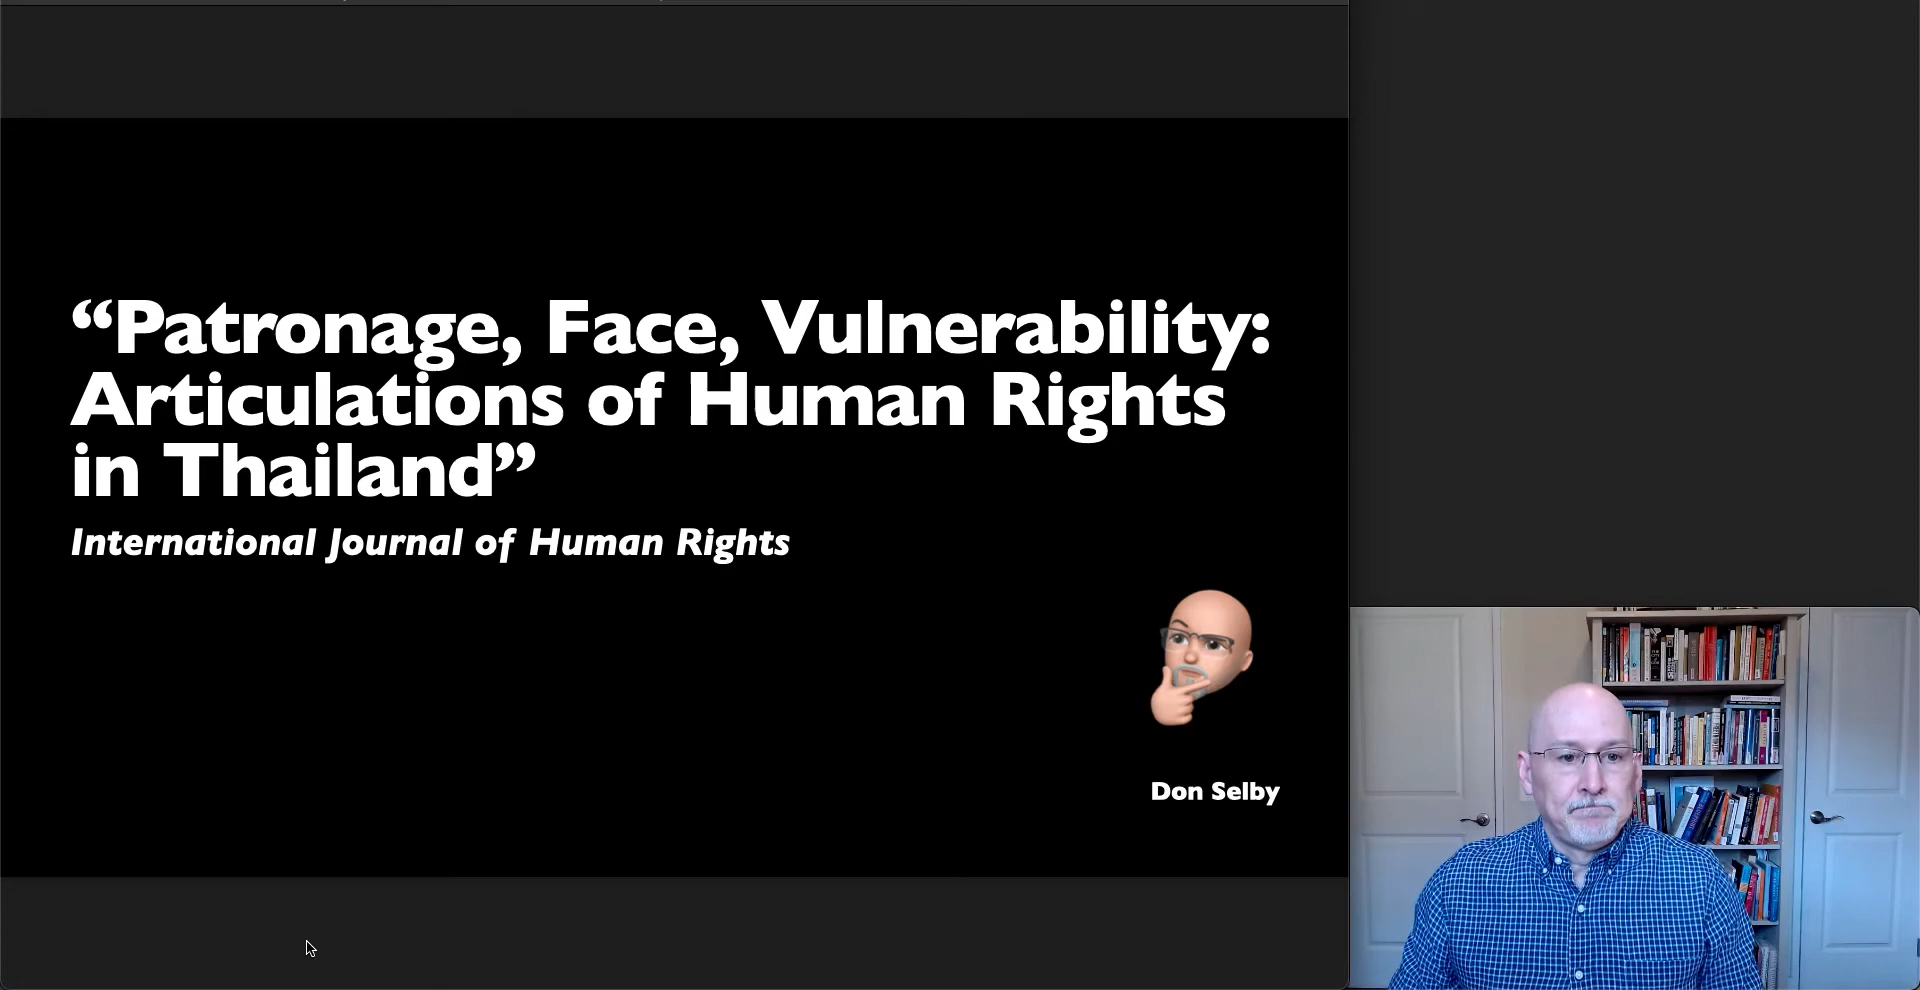 “Patronage, Face, Vulnerability:
Articulations of Human Rights
in Thailand”
International Journal of Human Rights
Don Selby